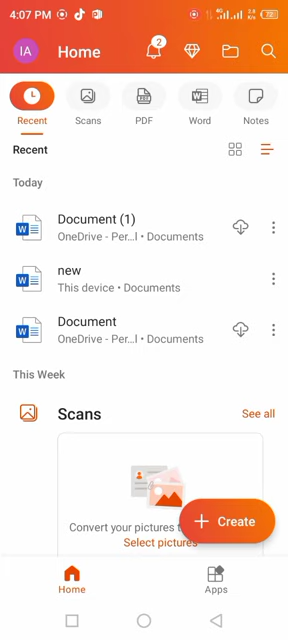 4:07 PM
2
IA
Home
Recent
Scans
PDF
Word
Notes
Recent
Today
Document (1)
OneDrive - Per...l • Documents
new
This device • Documents
Document
OneDrive - Per...l • Documents
This Week
Scans
See all
Convert your pictures t
Select pictures
+ Create
Home
Apps